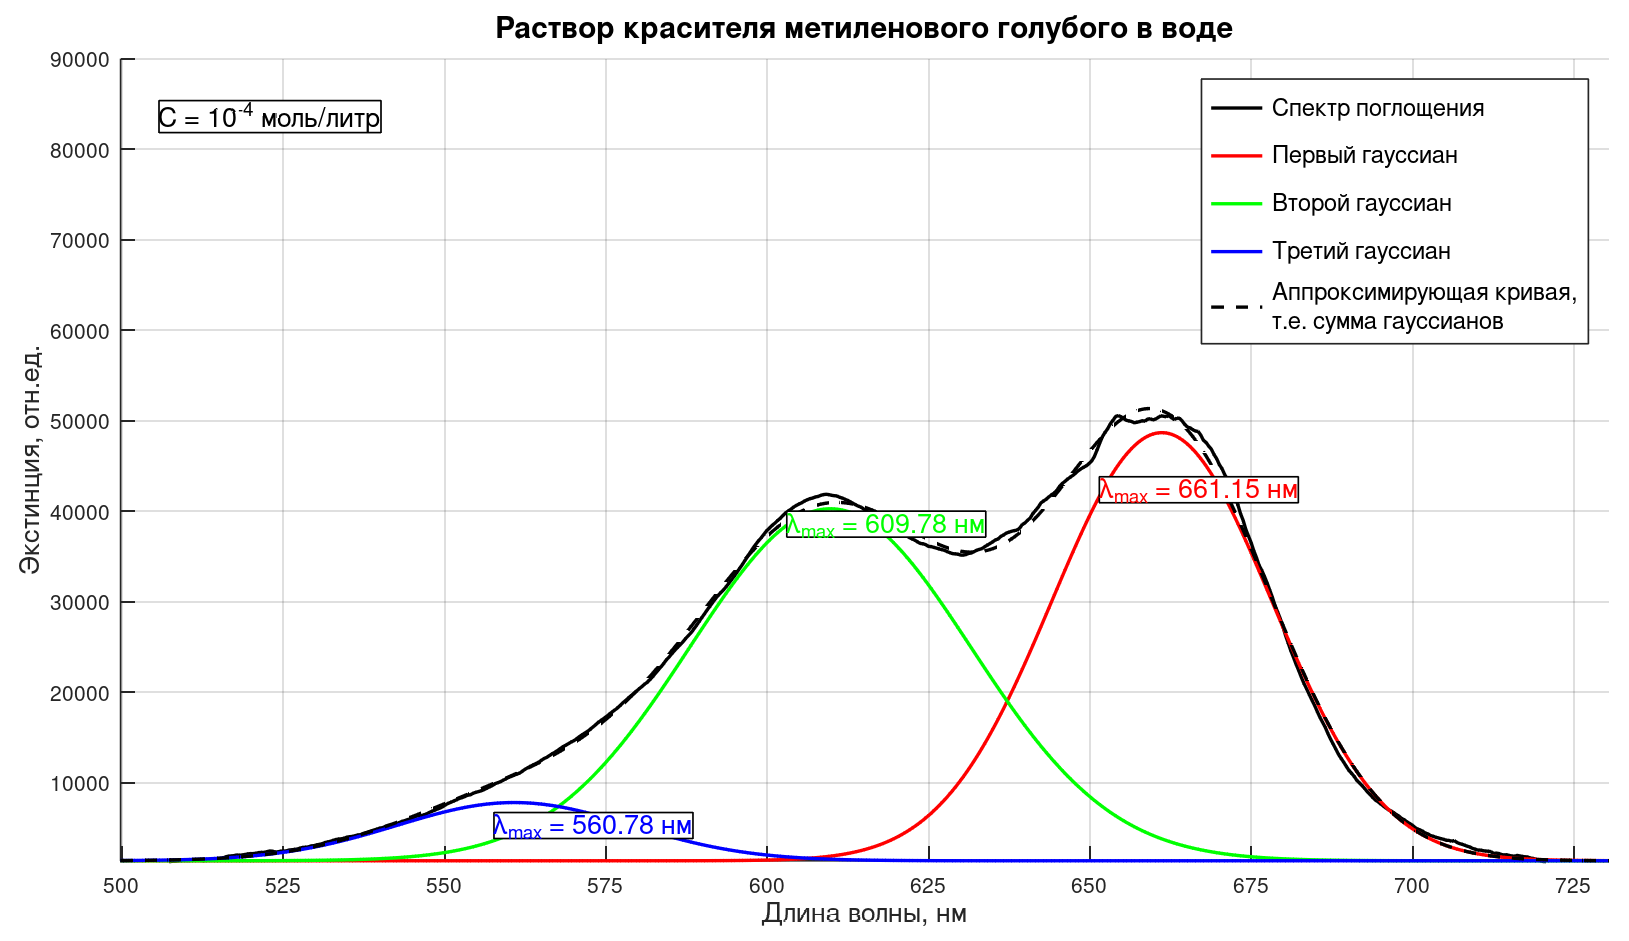 Раствор красителя метиленового голубого в воде
90000
80000
70000
60000
50000
40000
30000
20000
10000
Экстинция, отн.ед.
C = 10⁻⁴ моль/литр
Спектр поглощения
Первый гауссиан
Второй гауссиан
Третий гауссиан
Аппроксимирующая кривая,
т.е. сумма гауссианов
λmax = 661.15 нм
λmax = 609.78 нм
λmax = 560.78 нм
500 525 550 575 600 625 650 675 700 725
Длина волны, нм